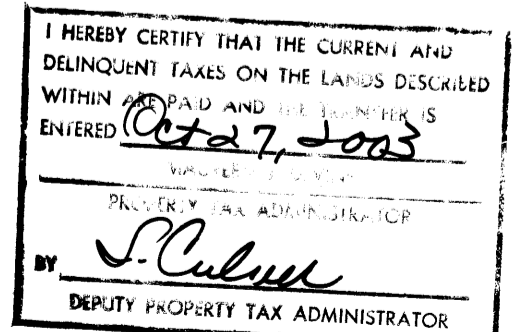 I HEREBY CERTIFY THAT THE CURRENT AND
DELINQUENT TAXES ON THE LANDS DESCRIBED
WITHIN ARE PAID AND THE TRANSFER IS
ENTERED Oct 27, 2003
PROPERTY TAX ADMINISTRATOR
BY S. Culver
DEPUTY PROPERTY TAX ADMINISTRATOR